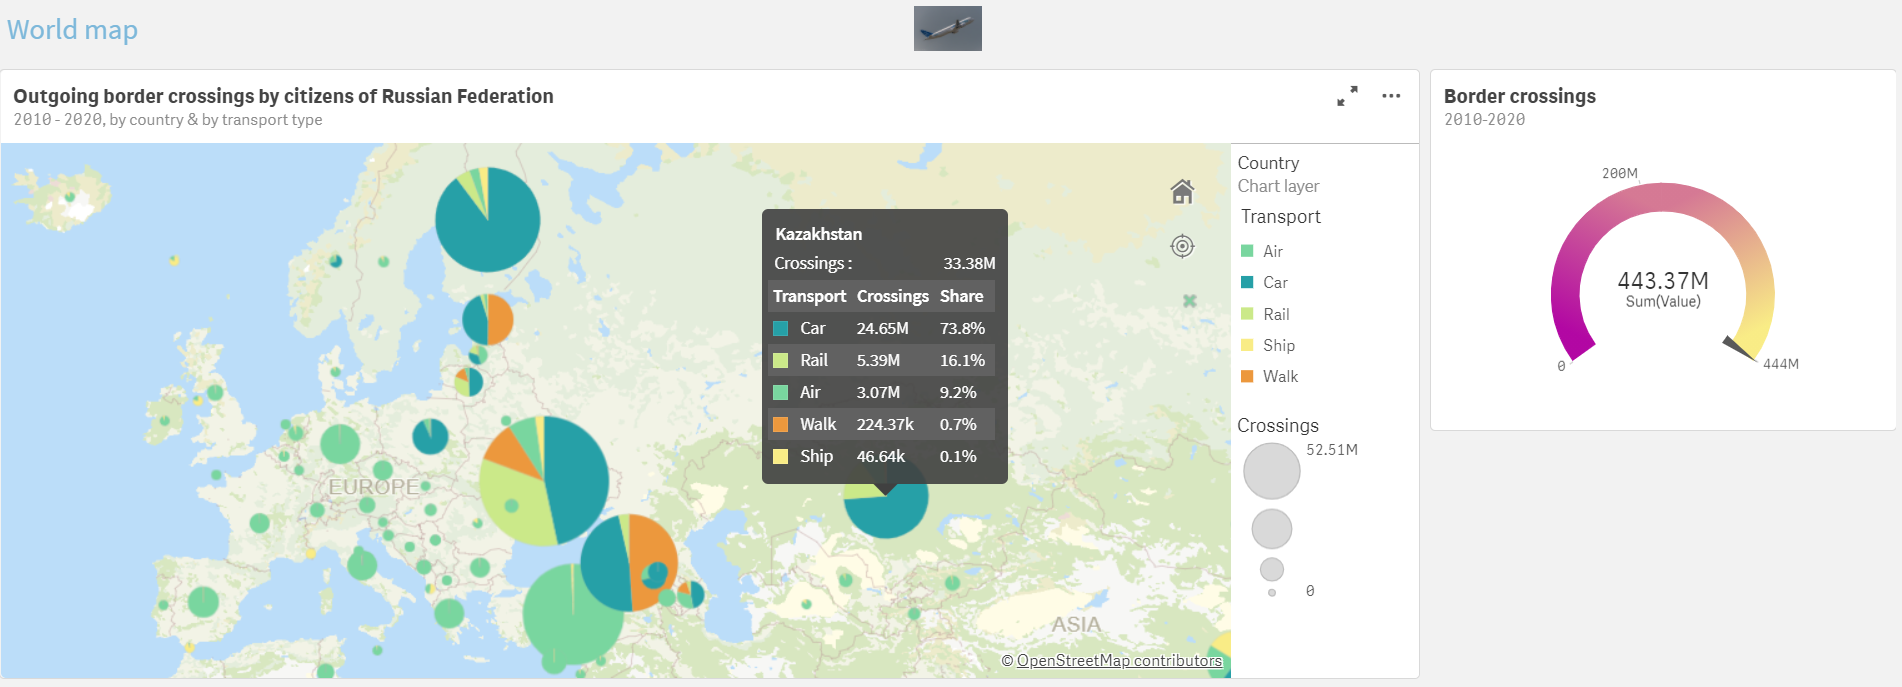 World map
Outgoing border crossings by citizens of Russian Federation
2010 - 2020, by country & by transport type
Kazakhstan
Crossings : 33.38M
Transport Crossings Share
Car 24.65M 73.8%
Rail 5.39M 16.1%
Air 3.07M 9.2%
Walk 224.37k 0.7%
Ship 46.64k 0.1%
EUROPE
ASIA
© OpenStreetMap contributors
Country
Chart layer
Transport
Air
Car
Rail
Ship
Walk
Crossings
52.51M
0
Border crossings
2010-2020
200M
443.37M
Sum(Value)
0
444M